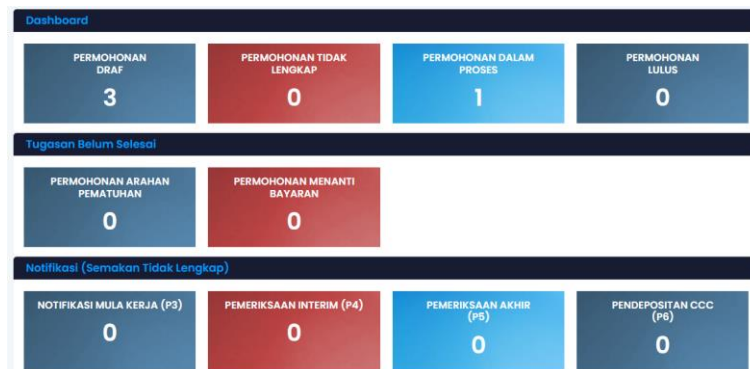 Dashboard
PERMOHONAN
DRAF
3
PERMOHONAN TIDAK
LENGKAP
0
PERMOHONAN DALAM
PROSES
1
PERMOHONAN
LULUS
0
Tugasan Belum Selesai
PERMOHONAN ARAHAN
PEMATUHAN
0
PERMOHONAN MENANTI
BAYARAN
0
Notifikasi (Semakan Tidak Lengkap)
NOTIFIKASI MULA KERJA (P3)
0
PEMERIKSAAN INTERIM (P4)
0
PEMERIKSAAN AKHIR
(P5)
0
PENDEPOSITAN CCC
(P6)
0